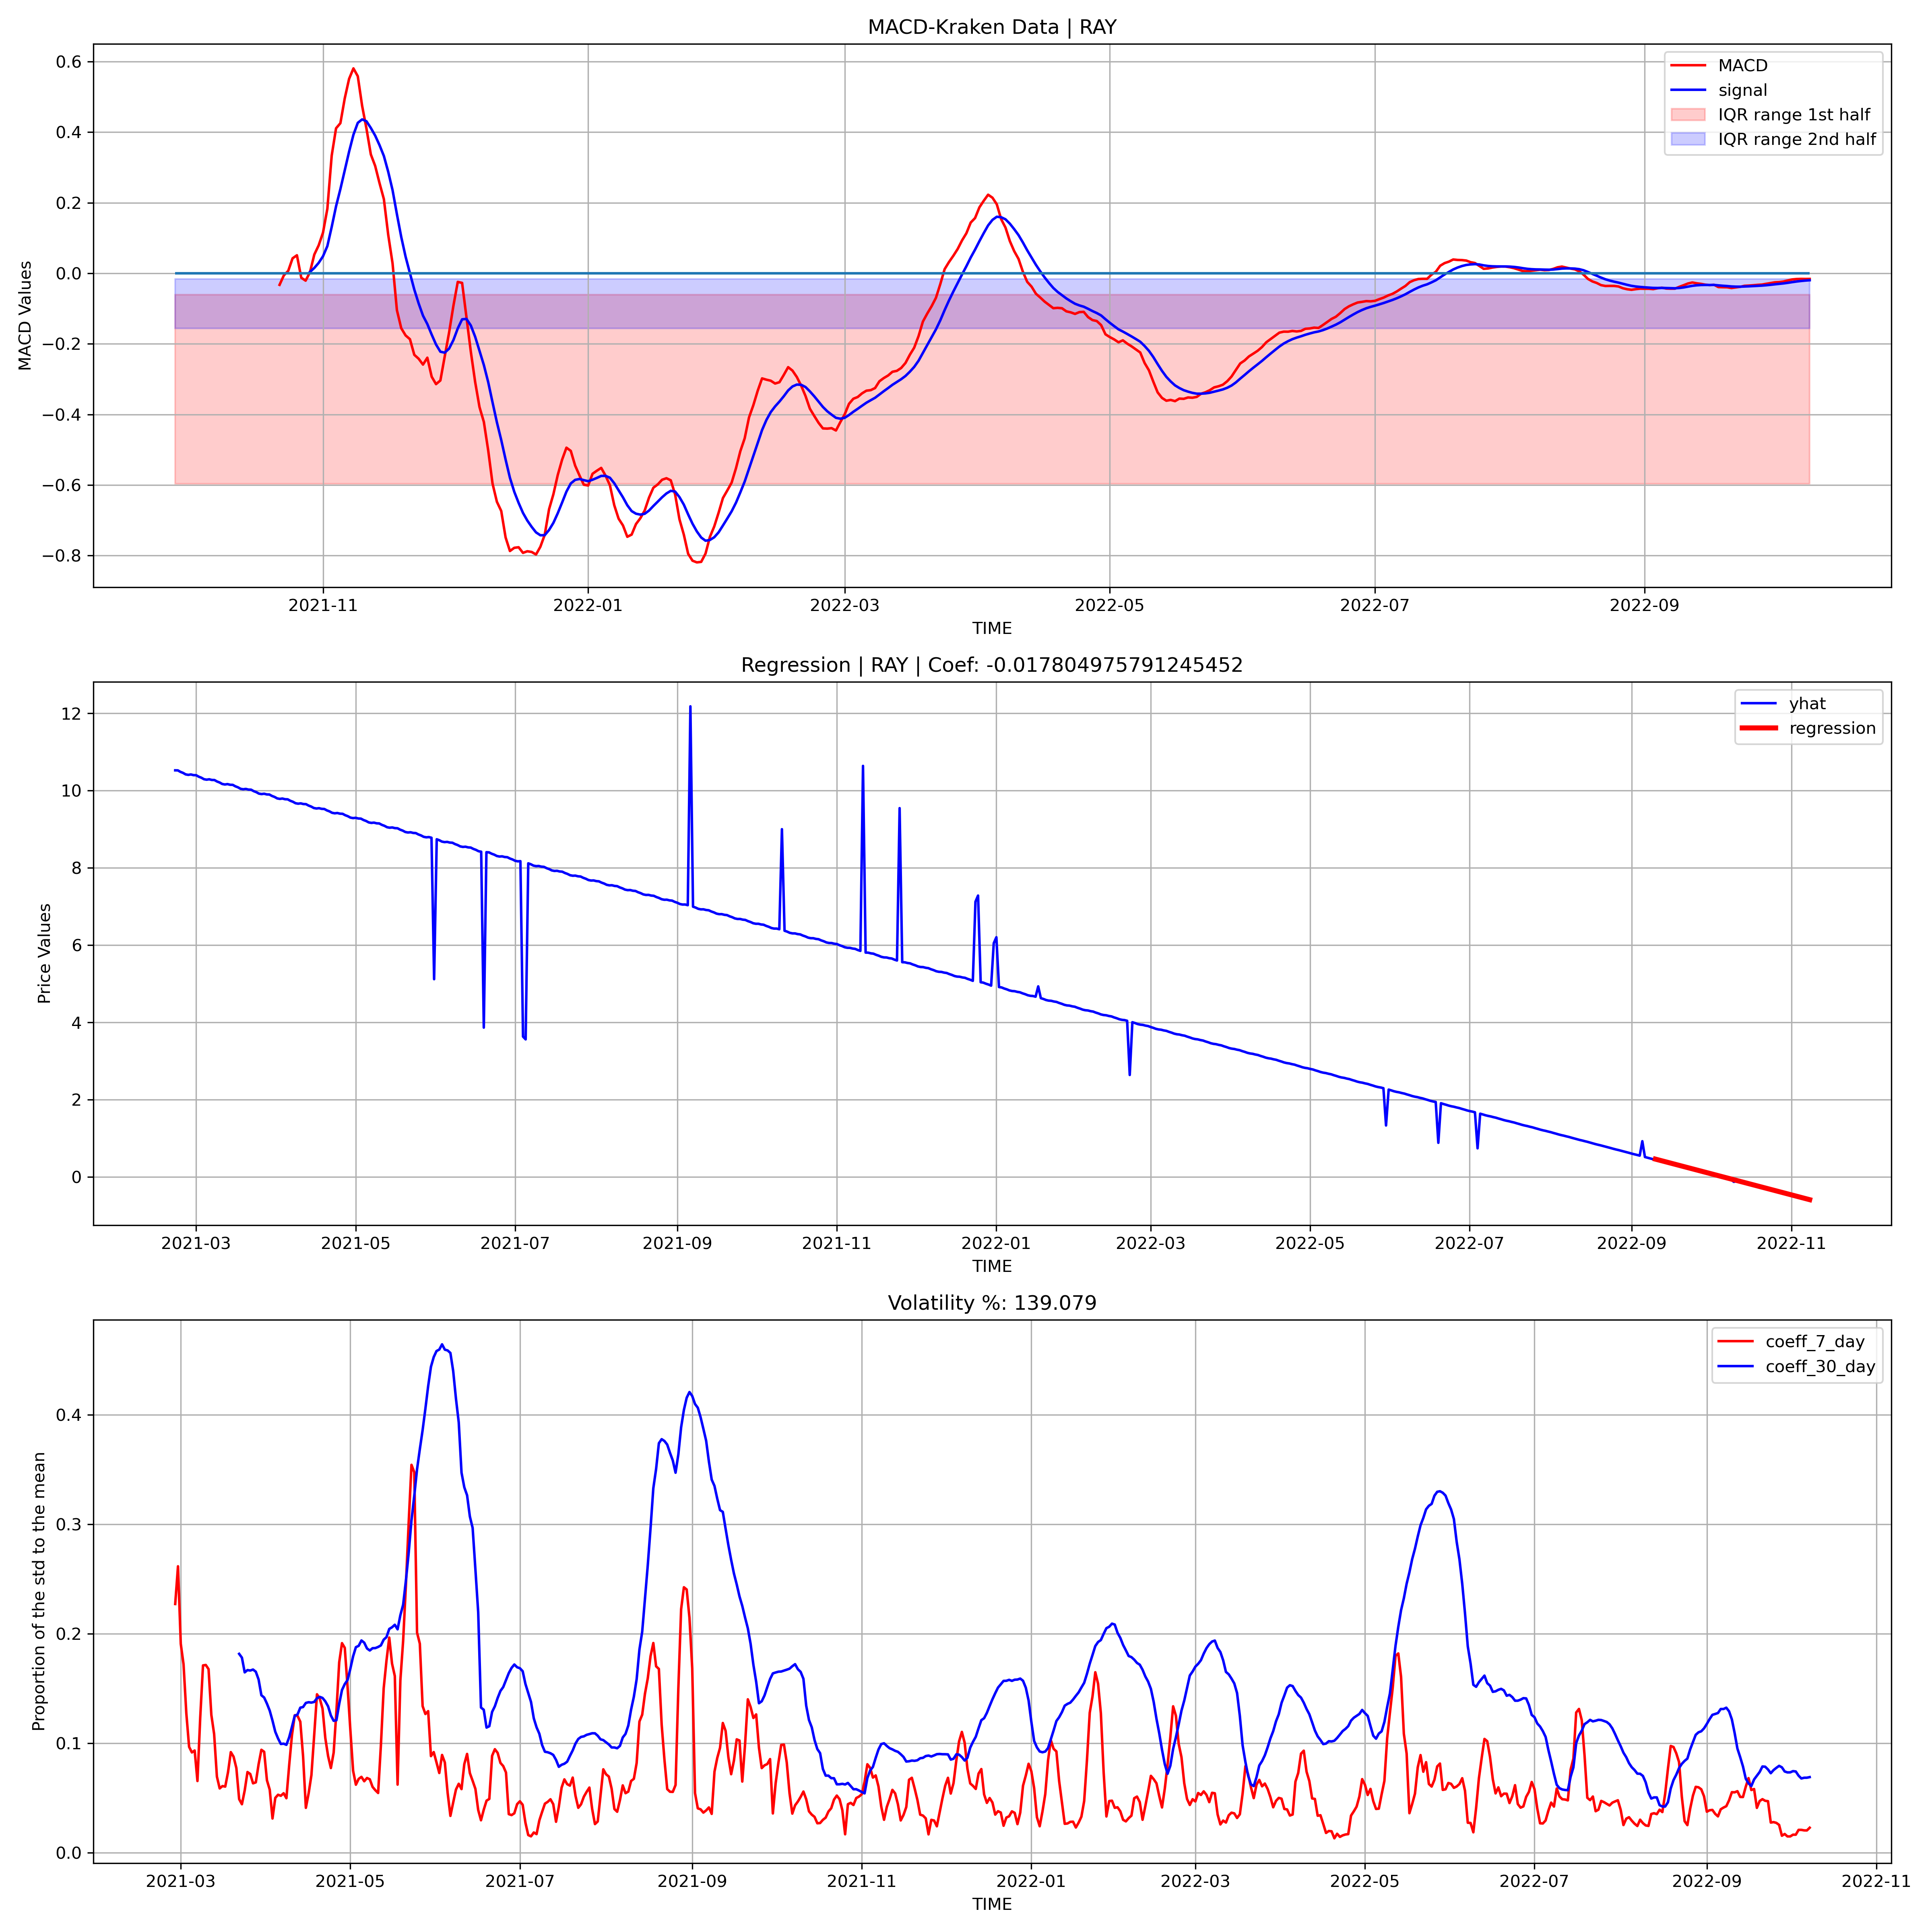 MACD-Kraken Data | RAY
MACD Values
0.6
0.4
0.2
0.0
−0.2
−0.4
−0.6
−0.8
MACD
signal
IQR range 1st half
IQR range 2nd half
2021-11 2022-01 2022-03 2022-05 2022-07 2022-09
TIME
Regression | RAY | Coef: -0.017804975791245452
Price Values
12
10
8
6
4
2
0
yhat
regression
2021-03 2021-05 2021-07 2021-09 2021-11 2022-01 2022-03 2022-05 2022-07 2022-09 2022-11
TIME
Volatility %: 139.079
Proportion of the std to the mean
0.4
0.3
0.2
0.1
0.0
coeff_7_day
coeff_30_day
2021-03 2021-05 2021-07 2021-09 2021-11 2022-01 2022-03 2022-05 2022-07 2022-09 2022-11
TIME